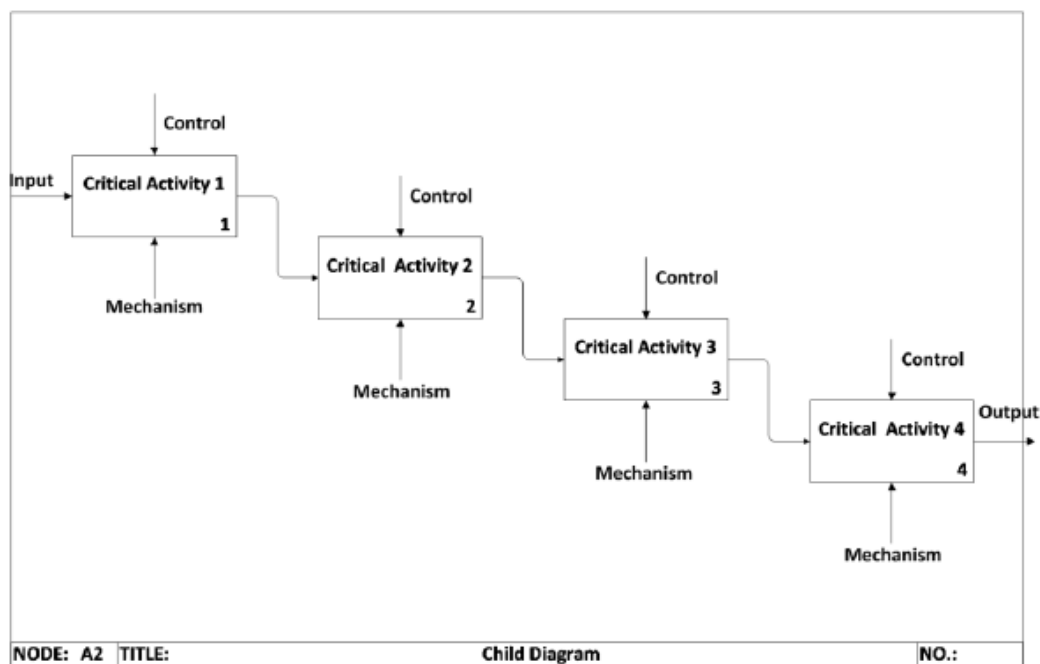 Control
Input
Critical Activity 1
1
Mechanism
Control
Critical Activity 2
2
Mechanism
Control
Critical Activity 3
3
Mechanism
Control
Critical Activity 4
4
Output
Mechanism
NODE: A2 TITLE: Child Diagram NO.: